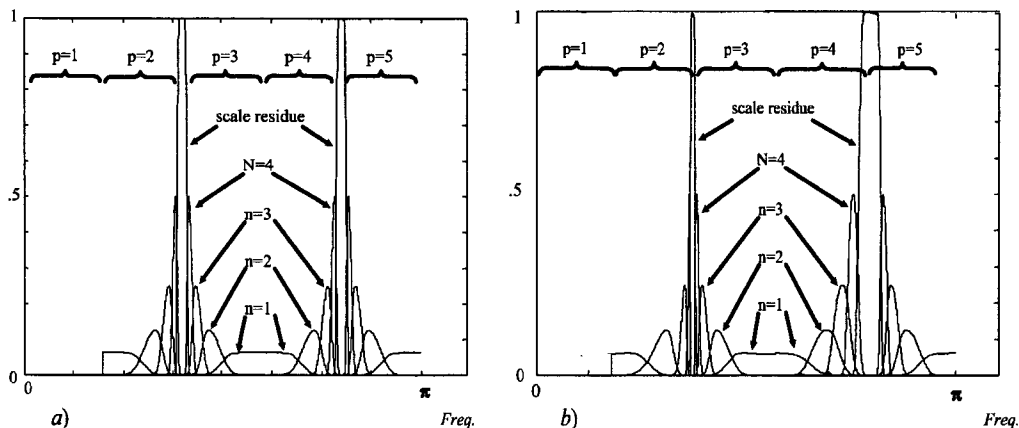 1
p=1 p=2 p=3 p=4 p=5
scale residue
N=4
.5
n=3
n=2
n=1
0
0 π
a) Freq.
1
p=1 p=2 p=3 p=4 p=5
scale residue
N=4
.5
n=3
n=2
n=1
0
0 π
b) Freq.